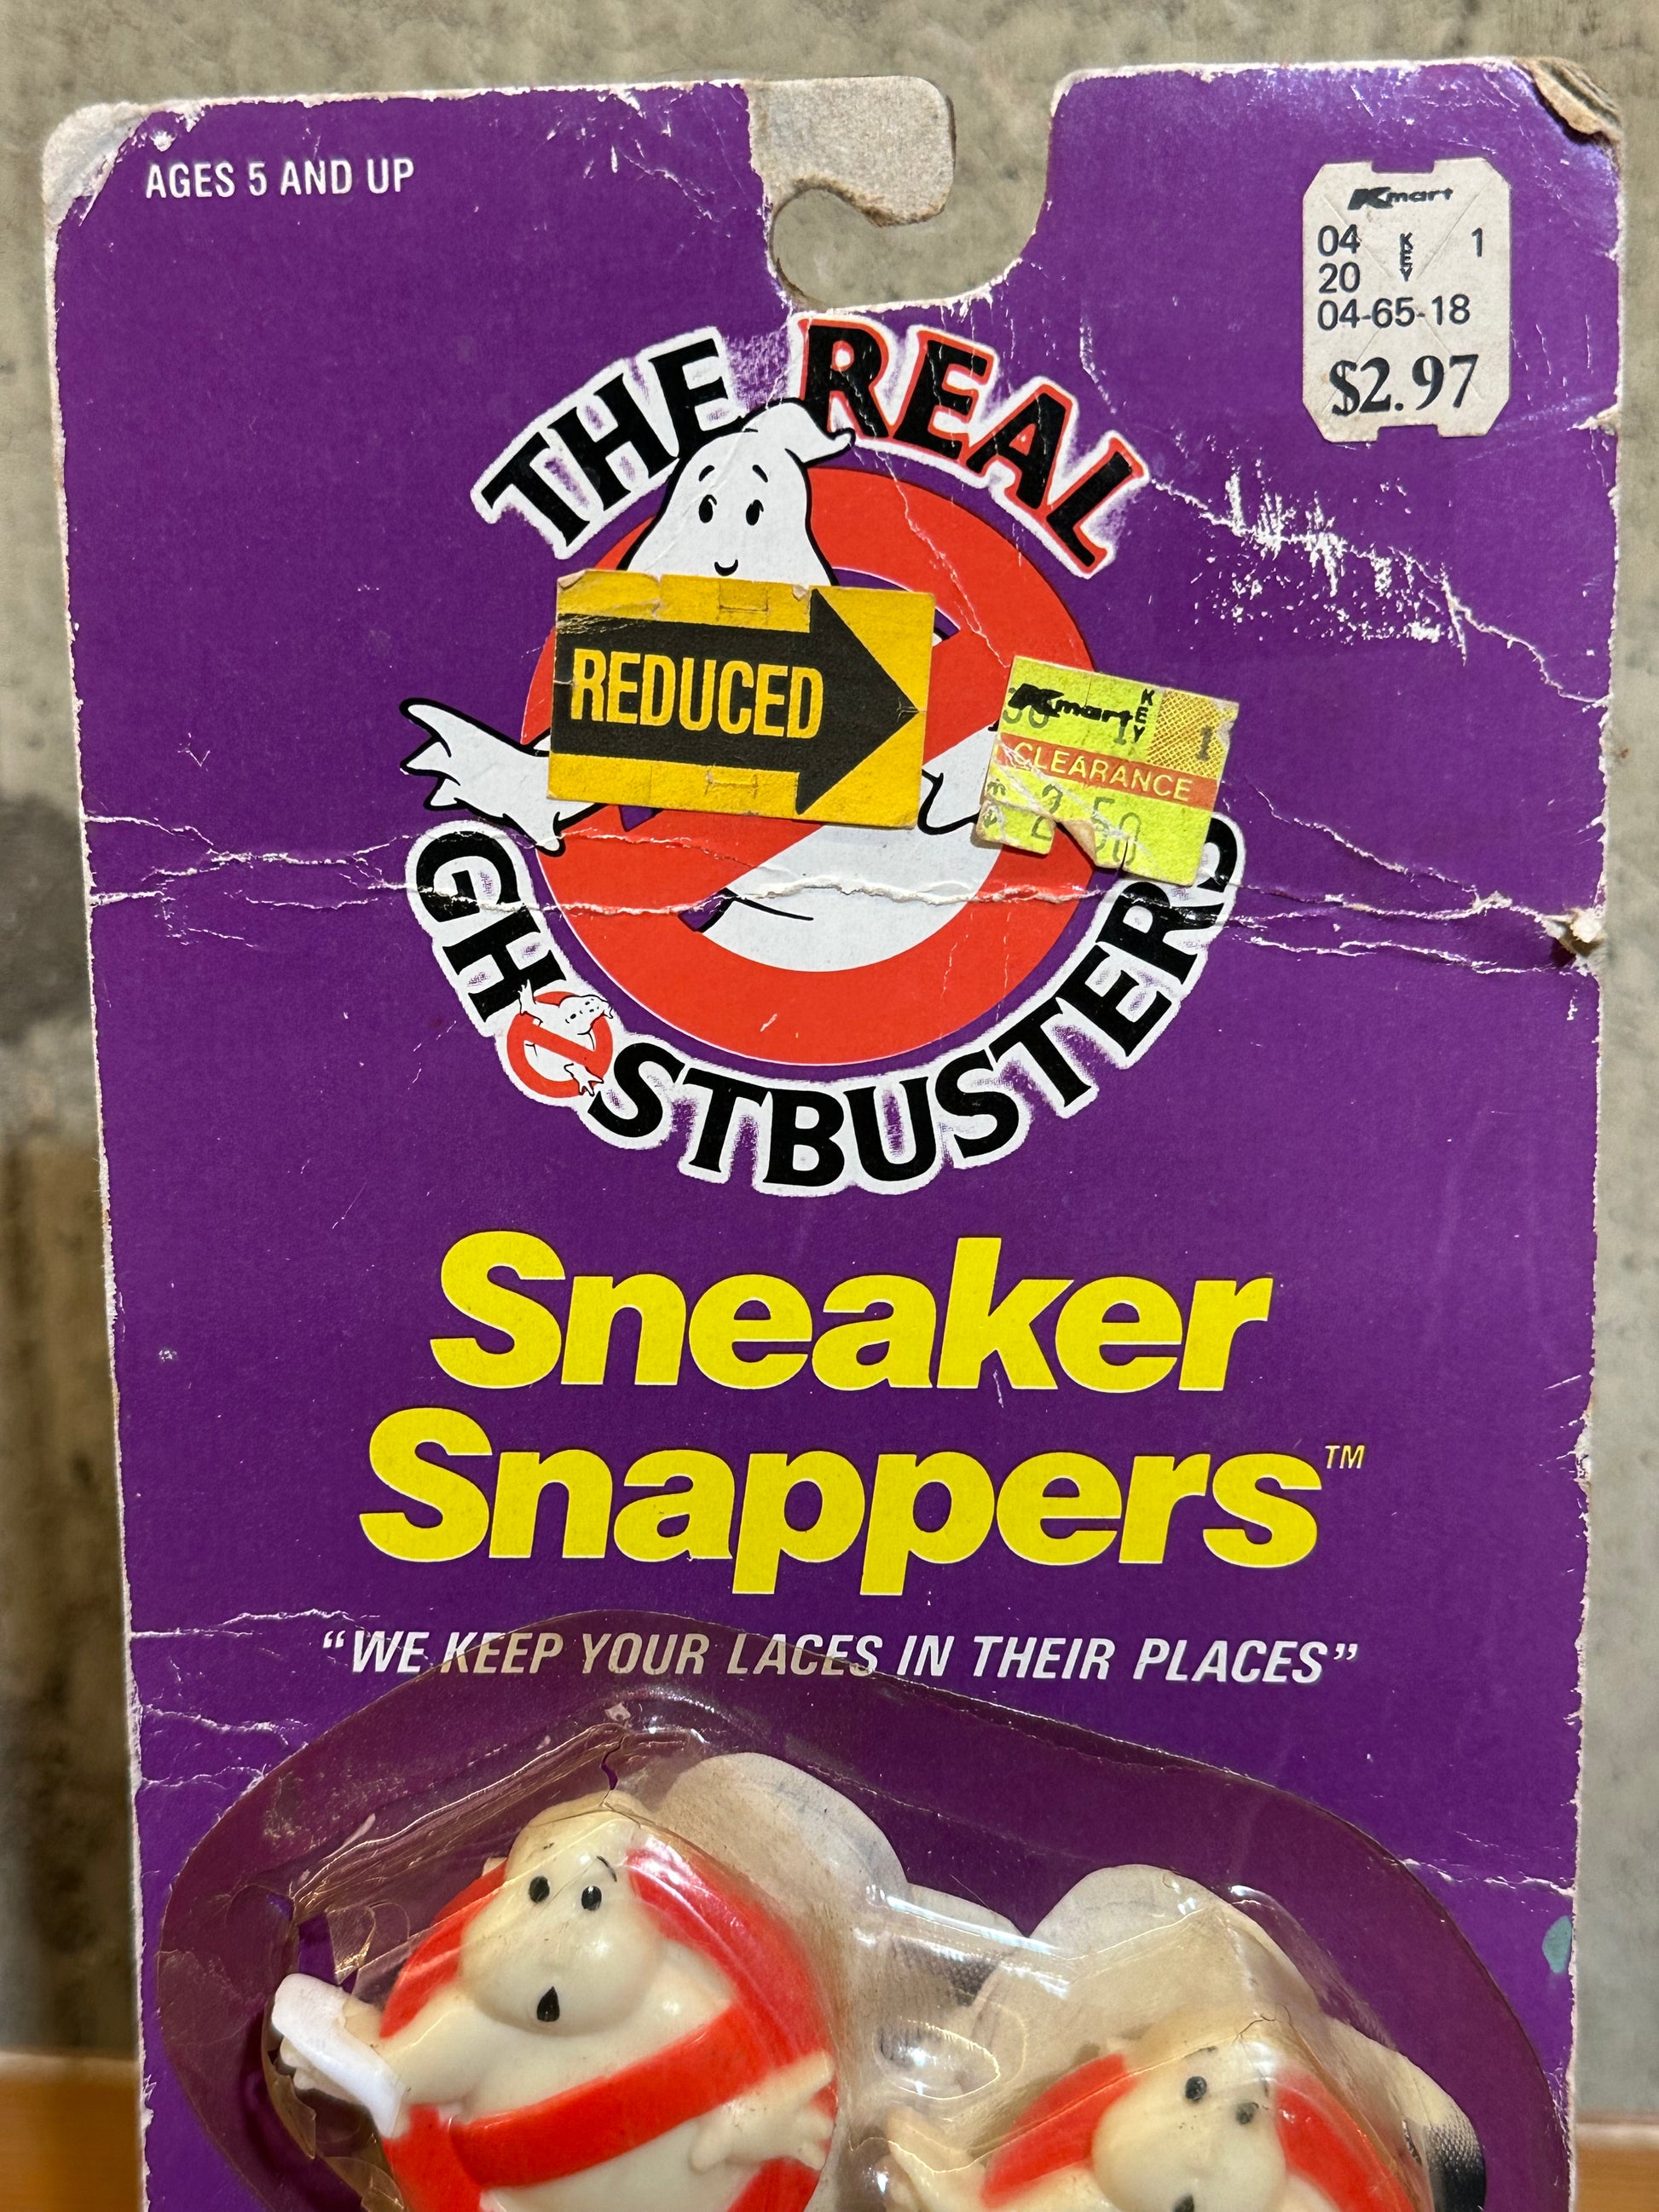 AGES 5 AND UP
Kmart
04 KEY 1
20
04-65-18
$2.97
THE REAL
REDUCED
Kmart KEY 1
CLEARANCE
GHOSTBUSTERS
Sneaker
Snappers™
“WE KEEP YOUR LACES IN THEIR PLACES”